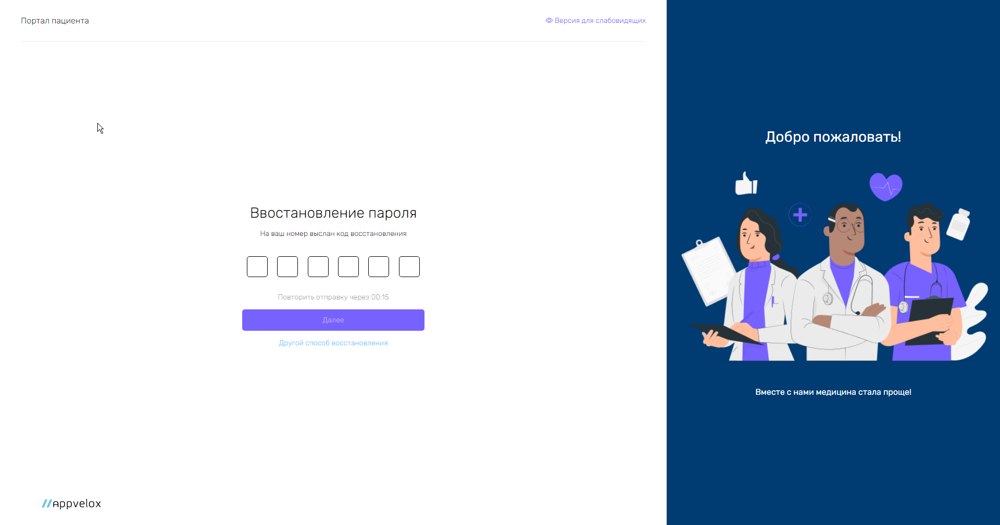 Портал пациента
Версия для слабовидящих
Ввостановление пароля
На ваш номер выслан код восстановления
Повторить отправку через 00:15
Далее
Другой способ восстановления
appvelox
Добро пожаловать!
Вместе с нами медицина стала проще!